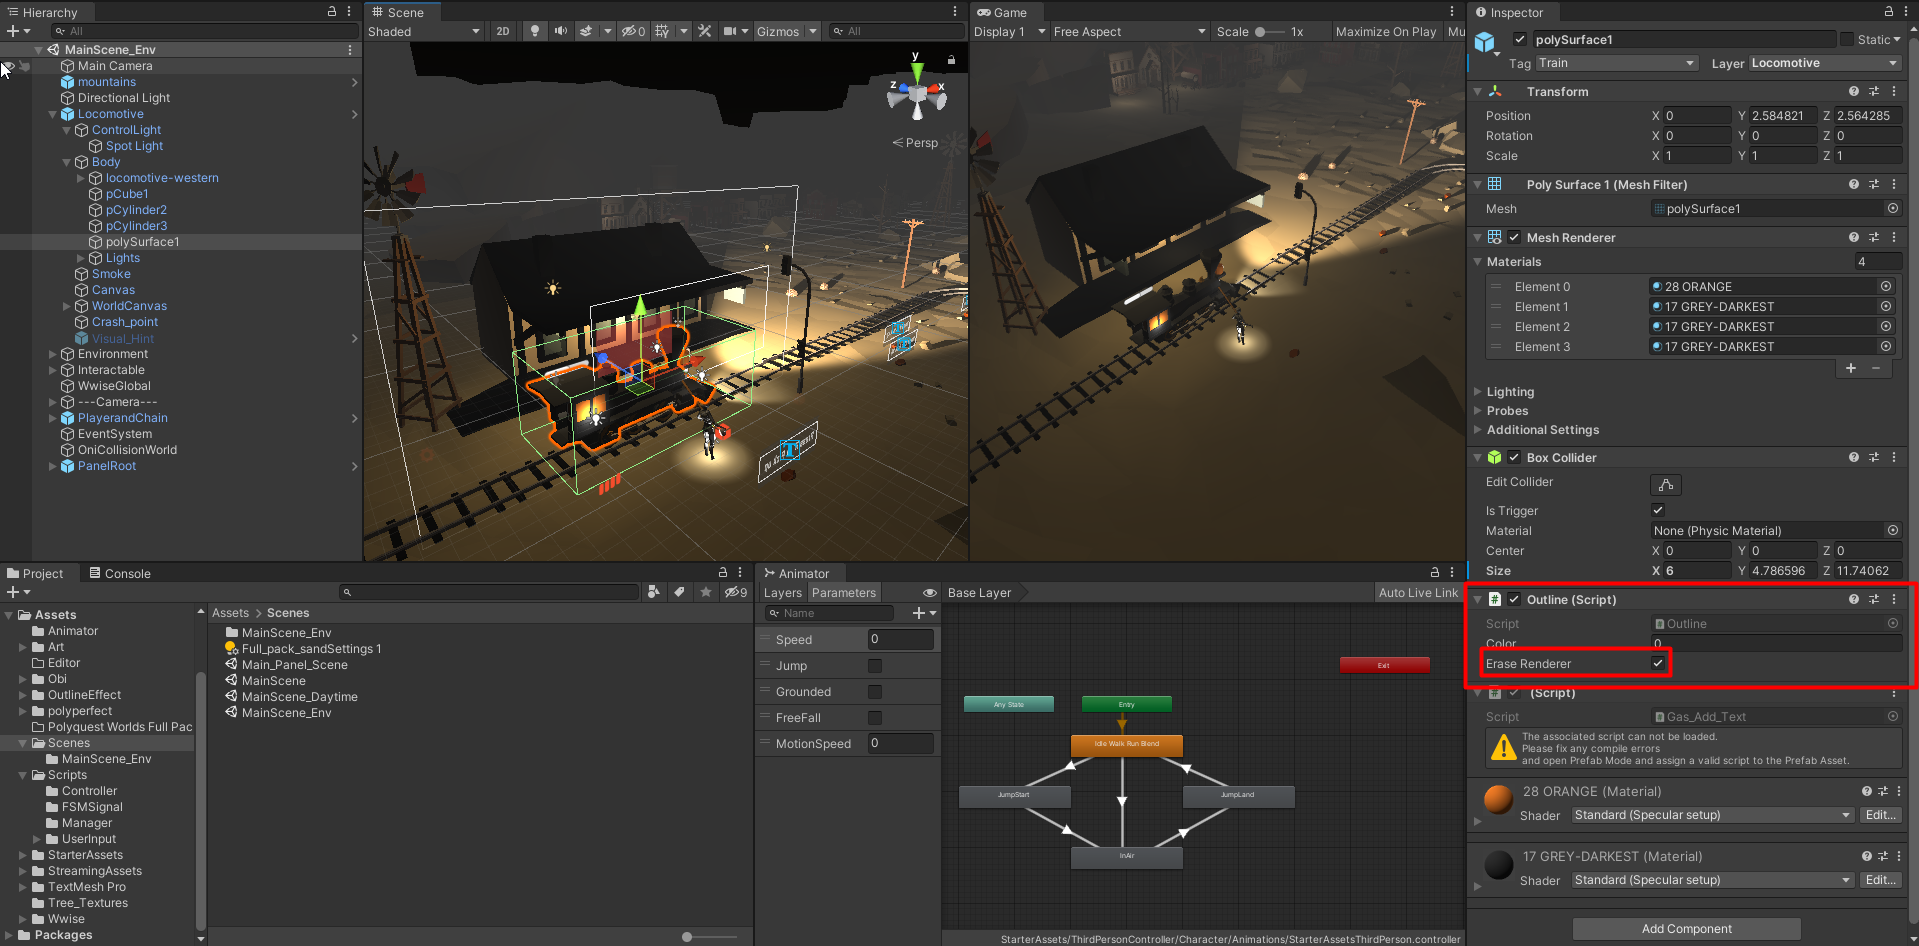 Hierarchy
All
MainScene_Env
Main Camera
mountains
Directional Light
Locomotive
ControlLight
Spot Light
Body
locomotive-western
pCube1
pCylinder2
pCylinder3
polySurface1
Lights
Smoke
Canvas
WorldCanvas
Crash_point
Visual_Hint
Environment
Interactable
WwiseGlobal
---Camera---
PlayerandChain
EventSystem
OniCollisionWorld
PanelRoot
Scene
Shaded
2D
0
Gizmos
All
y
z
x
Persp
Game
Display 1
Free Aspect
Scale
1x
Maximize On Play
Mu
Inspector
polySurface1
Static
Tag Train
Layer Locomotive
Transform
Position X 0 Y 2.584821 Z 2.564285
Rotation X 0 Y 0 Z 0
Scale X 1 Y 1 Z 1
Poly Surface 1 (Mesh Filter)
Mesh polySurface1
Mesh Renderer
Materials 4
Element 0 28 ORANGE
Element 1 17 GREY-DARKEST
Element 2 17 GREY-DARKEST
Element 3 17 GREY-DARKEST
Lighting
Probes
Additional Settings
Box Collider
Edit Collider
Is Trigger
Material None (Physic Material)
Center X 0 Y 0 Z 0
Size X 6 Y 4.786596 Z 11.74062
Outline (Script)
Script Outline
Color 0
Erase Renderer
(Script)
Script Gas_Add_Text
The associated script can not be loaded.
Please fix any compile errors
and open Prefab Mode and assign a valid script to the Prefab Asset.
28 ORANGE (Material)
Shader Standard (Specular setup) Edit...
17 GREY-DARKEST (Material)
Shader Standard (Specular setup) Edit...
Add Component
Project
Console
9
Assets
Animator
Art
Editor
Obi
OutlineEffect
polyperfect
Polyquest Worlds Full Pac
Scenes
MainScene_Env
Scripts
Controller
FSMSignal
Manager
UserInput
StarterAssets
StreamingAssets
TextMesh Pro
Tree_Textures
Wwise
Packages
Assets > Scenes
MainScene_Env
Full_pack_sandSettings 1
Main_Panel_Scene
MainScene
MainScene_Daytime
MainScene_Env
Animator
Layers
Parameters
Base Layer
Auto Live Link
Name
Speed 0
Jump
Grounded
FreeFall
MotionSpeed 0
Exit
Any State
Entry
Idle Walk Run Blend
JumpStart
JumpLand
InAir
StarterAssets/ThirdPersonController/Character/Animations/StarterAssetsThirdPerson.controller